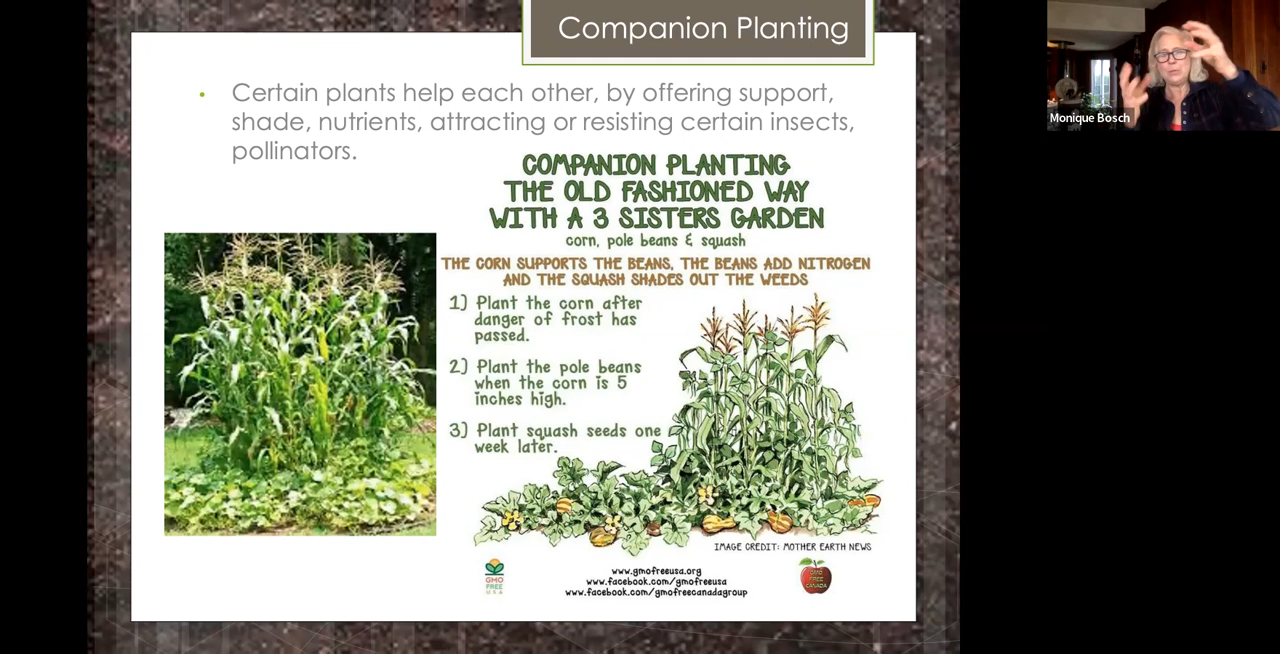 Companion Planting
Monique Bosch
• Certain plants help each other, by offering support,
shade, nutrients, attracting or resisting certain insects,
pollinators.
COMPANION PLANTING
THE OLD FASHIONED WAY
WITH A 3 SISTERS GARDEN
corn, pole beans & squash
THE CORN SUPPORTS THE BEANS, THE BEANS ADD NITROGEN
AND THE SQUASH SHADES OUT THE WEEDS
1) Plant the corn after
danger of frost has
passed.
2) Plant the pole beans
when the corn is 5
inches high.
3) Plant squash seeds one
week later.
IMAGE CREDIT: MOTHER EARTH NEWS
GMO
FREE
USA
www.gmofreeusa.org
www.facebook.com/gmofreeusa
www.facebook.com/gmofreecanadagroup
GMO
FREE
CANADA